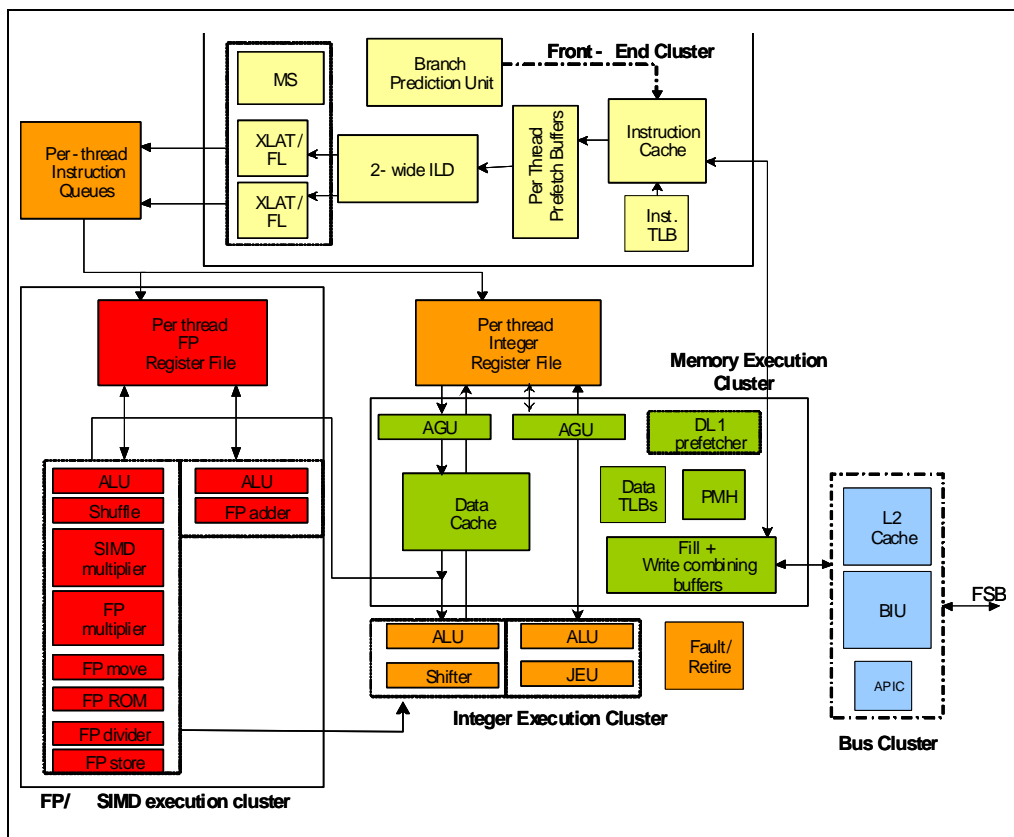 Front - End Cluster
MS
Branch
Prediction Unit
XLAT /
FL
XLAT /
FL
2- wide ILD
Per Thread
Prefetch Buffers
Instruction
Cache
Inst.
TLB
Per - thread
Instruction
Queues
Per thread
FP
Register File
Per thread
Integer
Register File
Memory Execution
Cluster
AGU
AGU
DL1
prefetcher
Data
Cache
Data
TLBs
PMH
Fill +
Write combining
buffers
ALU
Shuffle
SIMD
multiplier
FP
multiplier
FP move
FP ROM
FP divider
FP store
ALU
FP adder
ALU
Shifter
ALU
JEU
Fault/
Retire
Integer Execution Cluster
L2
Cache
BIU
APIC
FSB
Bus Cluster
FP/ SIMD execution cluster